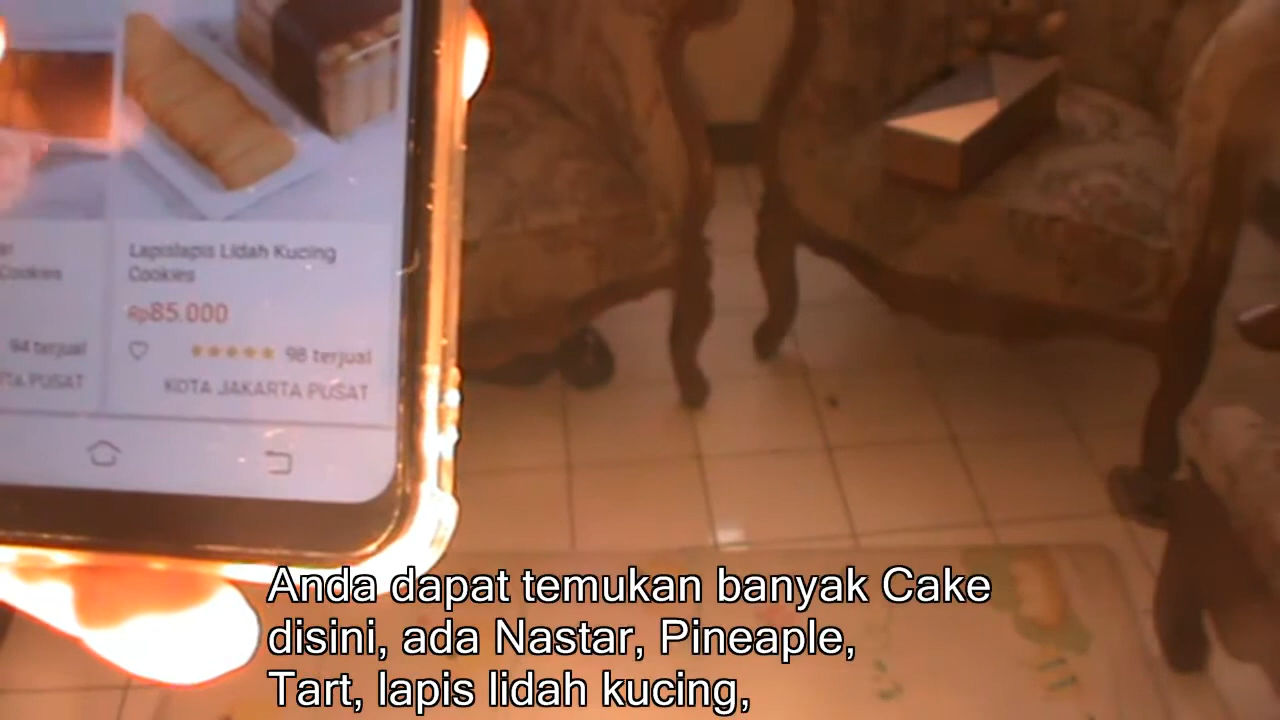 Cookies
94 terjual
PUSAT
Lapislapis Lidah Kucing
Cookies
Rp85.000
98 terjual
KOTA JAKARTA PUSAT
Anda dapat temukan banyak Cake
disini, ada Nastar, Pineaple,
Tart, lapis lidah kucing,